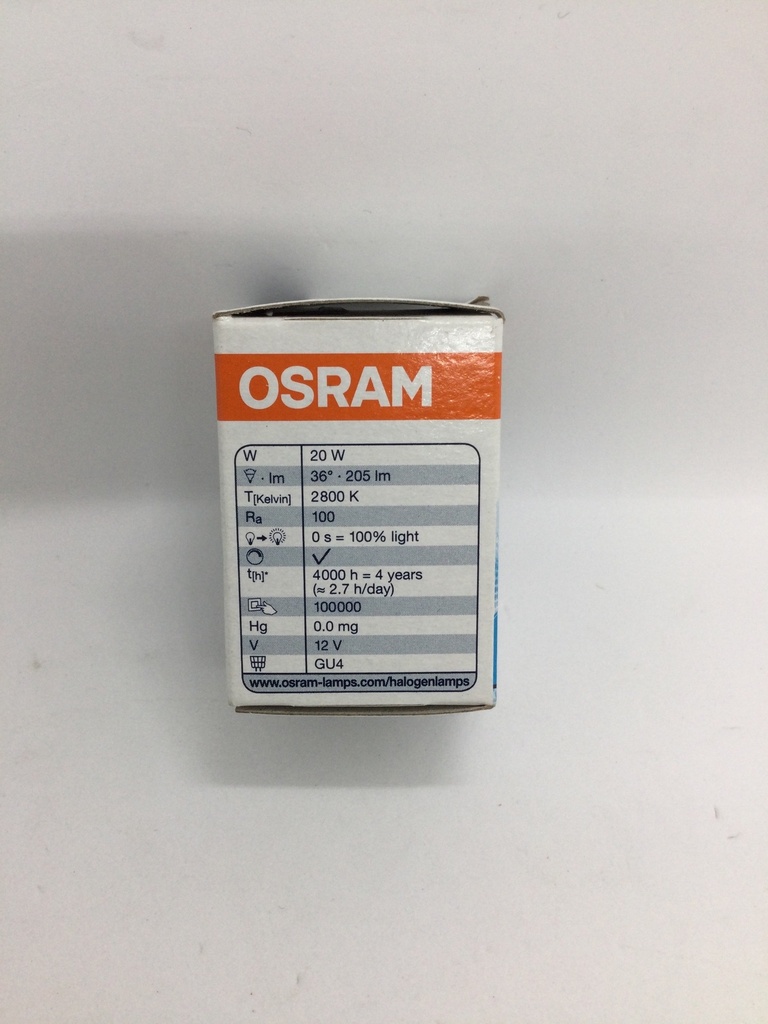 OSRAM
W 20 W
· lm 36° · 205 lm
T[Kelvin] 2800 K
Ra 100
0 s = 100% light
t[h]* 4000 h = 4 years
(≈ 2.7 h/day)
100000
Hg 0.0 mg
V 12 V
GU4
www.osram-lamps.com/halogenlamps